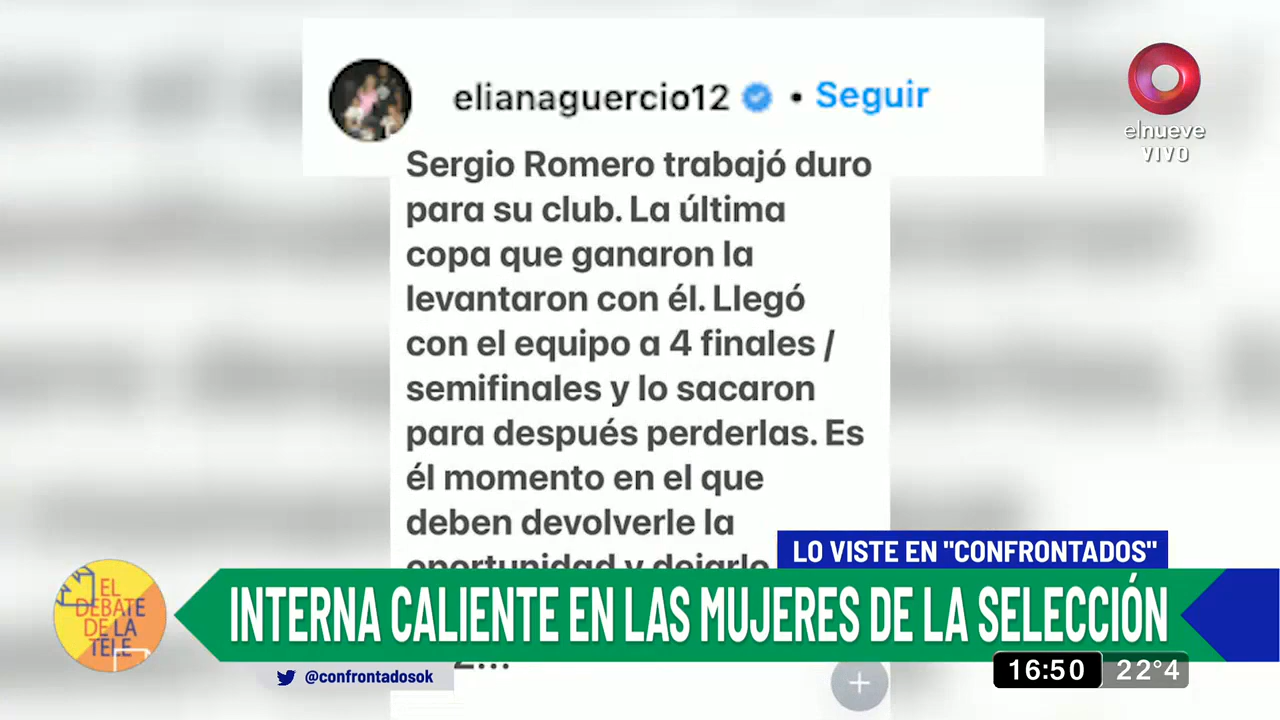 elianaguercio12 • Seguir
elnueve
VIVO
Sergio Romero trabajó duro
para su club. La última
copa que ganaron la
levantaron con él. Llegó
con el equipo a 4 finales /
semifinales y lo sacaron
para después perderlas. Es
él momento en el que
deben devolverle la
oportunidad y dejarlo
LO VISTE EN "CONFRONTADOS"
EL
DEBATE
DE LA
TELE
INTERNA CALIENTE EN LAS MUJERES DE LA SELECCIÓN
@confrontadosok
16:50 22°4